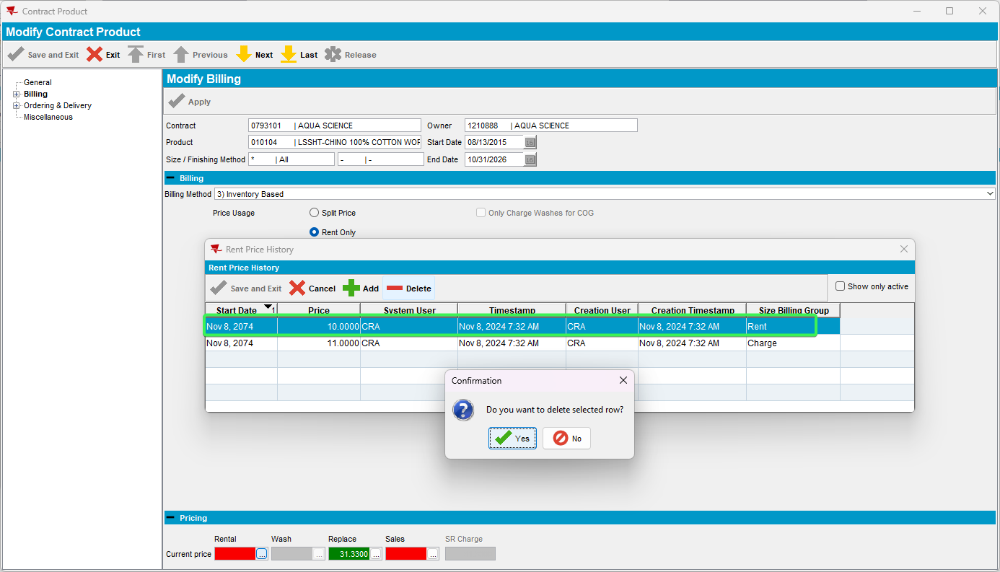 Contract Product
Modify Contract Product
Save and Exit Exit First Previous Next Last Release
General
Billing
Ordering & Delivery
Miscellaneous
Modify Billing
Apply
Contract 0793101 | AQUA SCIENCE Owner 1210888 | AQUA SCIENCE
Product 010104 | LSSHT-CHINO 100% COTTON WOR Start Date 08/13/2015 16
Size / Finishing Method * | All - | - End Date 10/31/2026 16
Billing
Billing Method 3) Inventory Based
Price Usage Split Price Only Charge Washes for COG
Rent Only
Rent Price History
Rent Price History
Save and Exit Cancel Add Delete Show only active
Start Date 1 Price System User Timestamp Creation User Creation Timestamp Size Billing Group
Nov 8, 2074 10.0000 CRA Nov 8, 2024 7:32 AM CRA Nov 8, 2024 7:32 AM Rent
Nov 8, 2074 11.0000 CRA Nov 8, 2024 7:32 AM CRA Nov 8, 2024 7:32 AM Charge
Confirmation
Do you want to delete selected row?
Yes No
Pricing
Rental Wash Replace Sales SR Charge
Current price ... ... 31.3300 ... ...